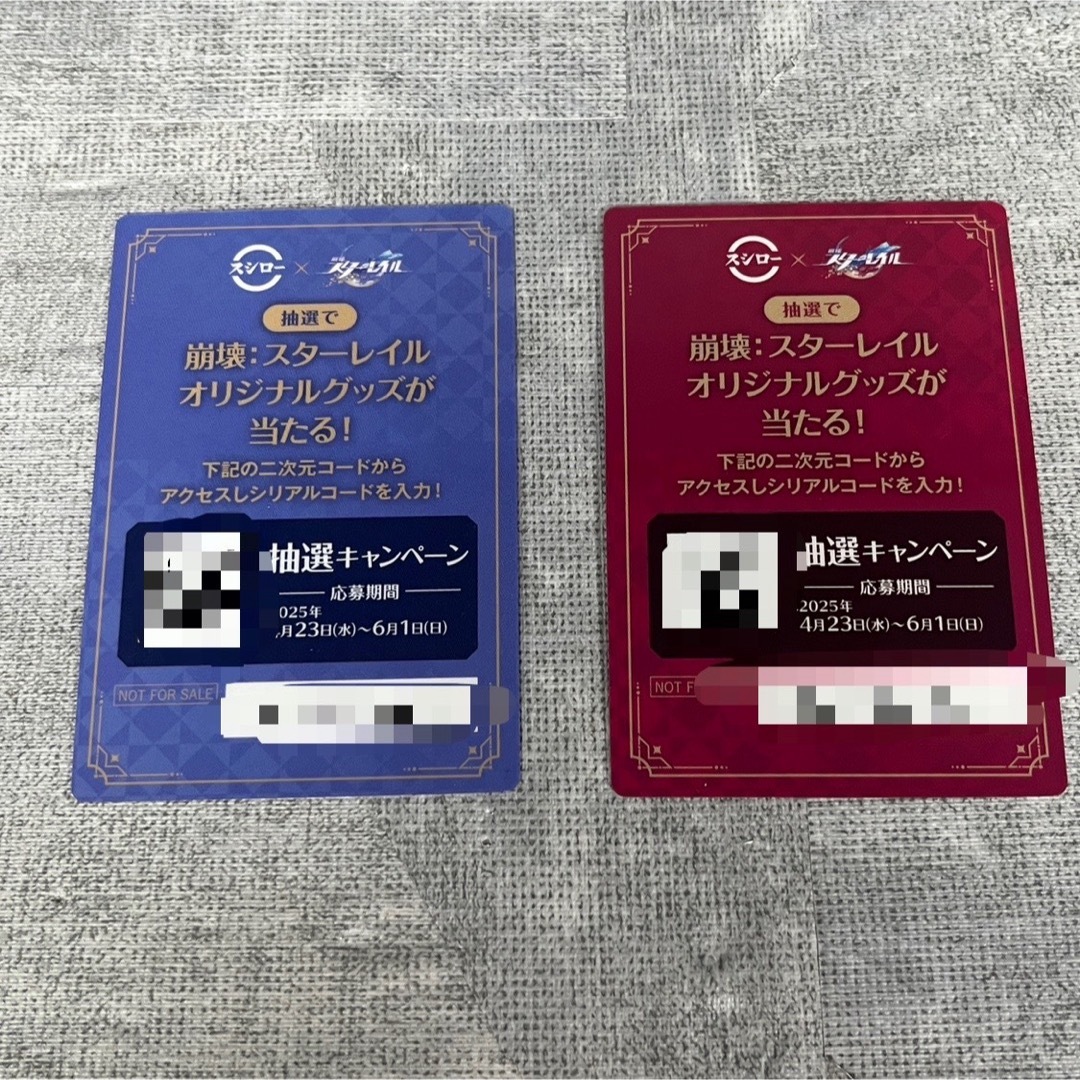 スシロー × 崩壊 スターレイル
抽選で
崩壊:スターレイル
オリジナルグッズが
当たる!
下記の二次元コードから
アクセスしシリアルコードを入力!
抽選キャンペーン
応募期間
025年
月23日(水)〜6月1日(日)
NOT FOR SALE
スシロー × 崩壊 スターレイル
抽選で
崩壊:スターレイル
オリジナルグッズが
当たる!
下記の二次元コードから
アクセスしシリアルコードを入力!
抽選キャンペーン
応募期間
2025年
4月23日(水)〜6月1日(日)
NOT F